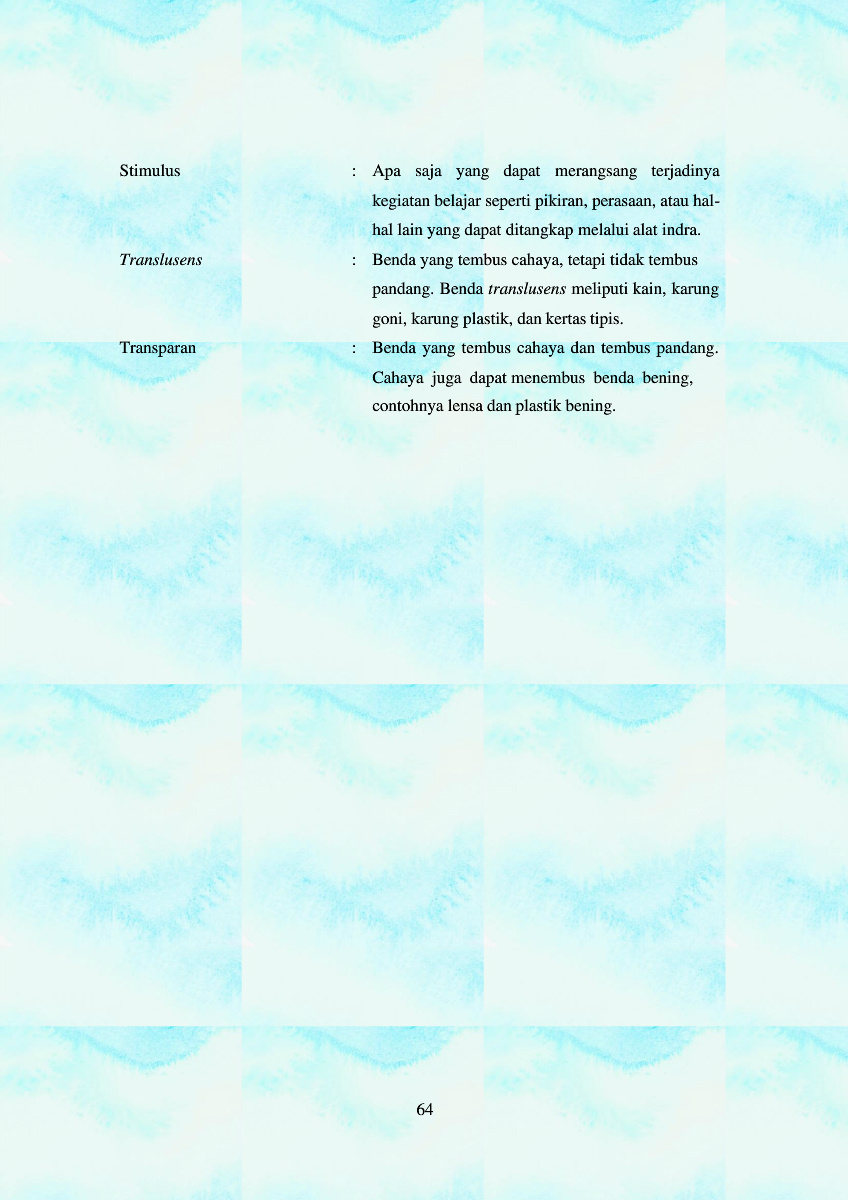 Stimulus : Apa saja yang dapat merangsang terjadinya
kegiatan belajar seperti pikiran, perasaan, atau hal-
hal lain yang dapat ditangkap melalui alat indra.
Translusens : Benda yang tembus cahaya, tetapi tidak tembus
pandang. Benda translusens meliputi kain, karung
goni, karung plastik, dan kertas tipis.
Transparan : Benda yang tembus cahaya dan tembus pandang.
Cahaya juga dapat menembus benda bening,
contohnya lensa dan plastik bening.
64